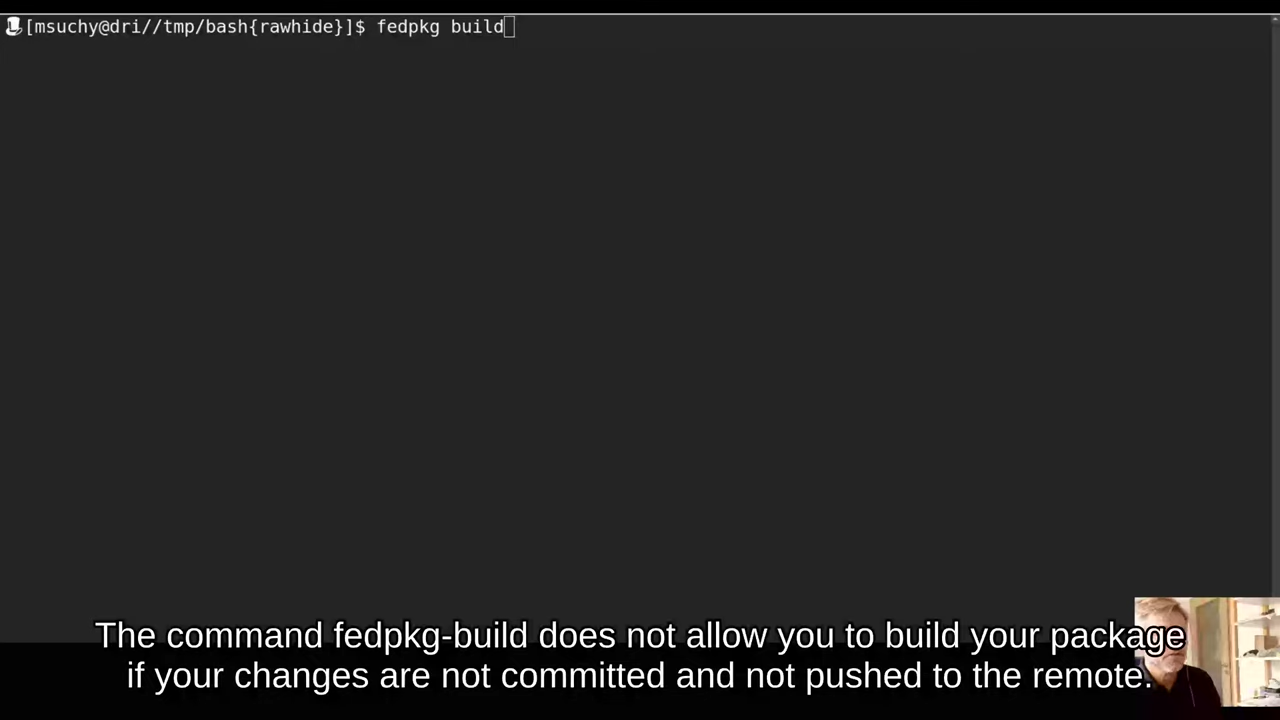 [msuchy@dri//tmp/bash{rawhide}]$ fedpkg build
The command fedpkg-build does not allow you to build your package
if your changes are not committed and not pushed to the remote.